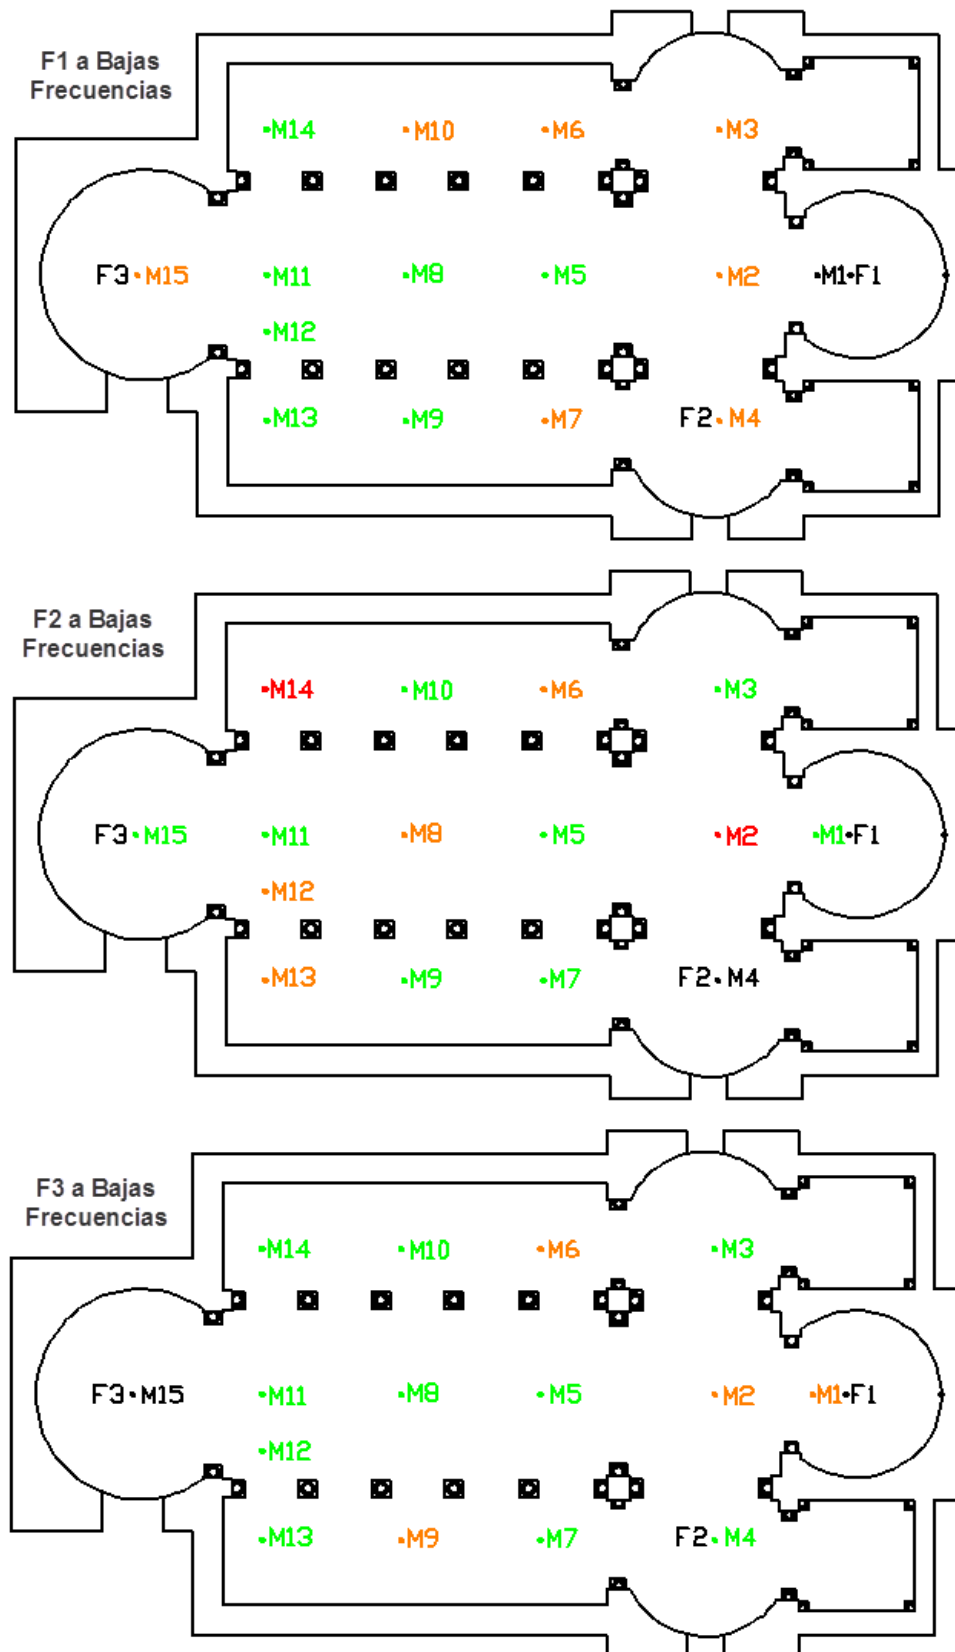 F1 a Bajas
Frecuencias
M14 M10 M6 M3
F3 M15 M11 M8 M5 M2 M1 F1
M12
M13 M9 M7 F2 M4
F2 a Bajas
Frecuencias
M14 M10 M6 M3
F3 M15 M11 M8 M5 M2 M1 F1
M12
M13 M9 M7 F2 M4
F3 a Bajas
Frecuencias
M14 M10 M6 M3
F3 M15 M11 M8 M5 M2 M1 F1
M12
M13 M9 M7 F2 M4